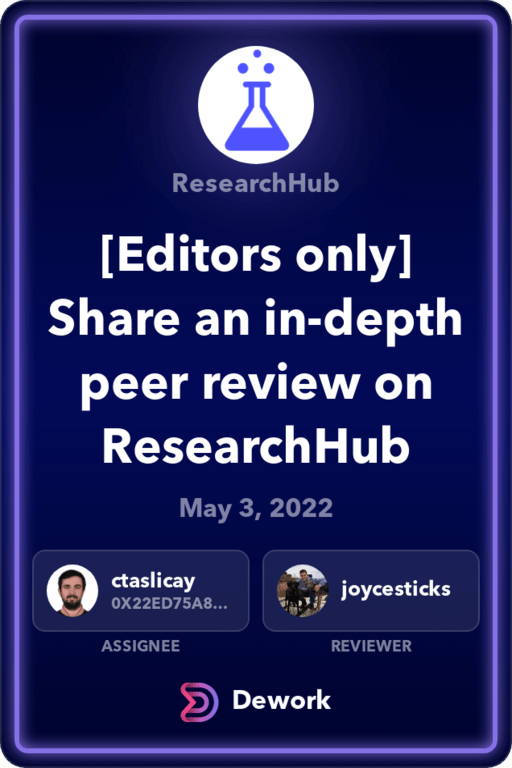 ResearchHub
[Editors only]
Share an in-depth
peer review on
ResearchHub
May 3, 2022
ctaslicay
0X22ED75A8...
joycesticks
ASSIGNEE
REVIEWER
Dework